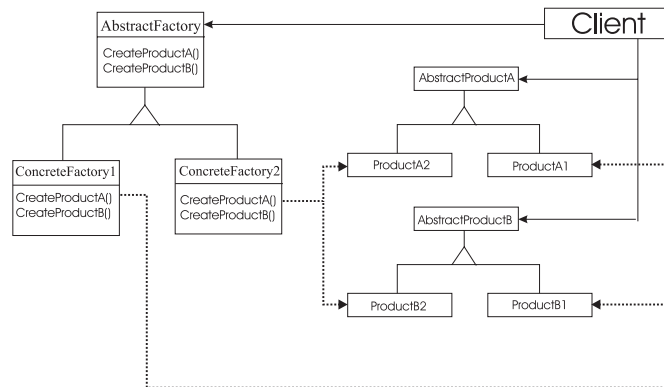 AbstractFactory
CreateProductA()
CreateProductB()
Client
AbstractProductA
ProductA2
ProductA1
ConcreteFactory1
CreateProductA()
CreateProductB()
ConcreteFactory2
CreateProductA()
CreateProductB()
AbstractProductB
ProductB2
ProductB1